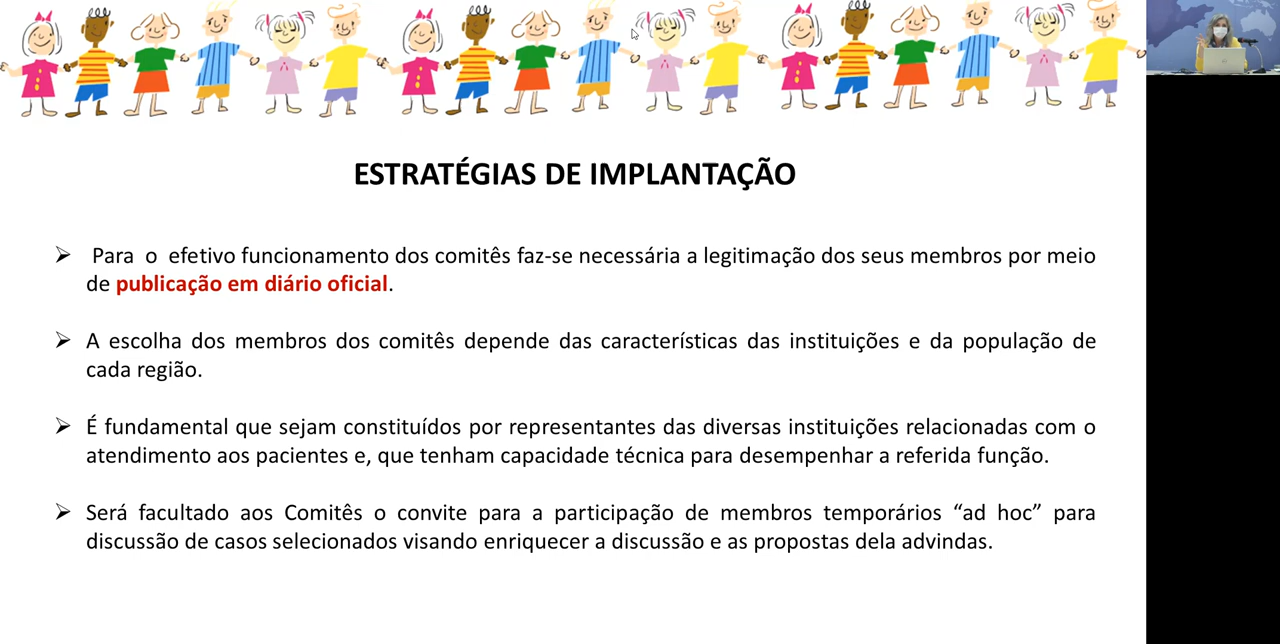 ESTRATÉGIAS DE IMPLANTAÇÃO
➢ Para o efetivo funcionamento dos comitês faz-se necessária a legitimação dos seus membros por meio
de publicação em diário oficial.
➢ A escolha dos membros dos comitês depende das características das instituições e da população de
cada região.
➢ É fundamental que sejam constituídos por representantes das diversas instituições relacionadas com o
atendimento aos pacientes e, que tenham capacidade técnica para desempenhar a referida função.
➢ Será facultado aos Comitês o convite para a participação de membros temporários “ad hoc” para
discussão de casos selecionados visando enriquecer a discussão e as propostas dela advindas.